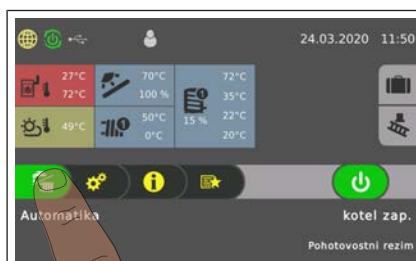 24.03.2020 11:50
27°C
72°C
70°C
100 %
72°C
35°C
49°C
50°C
0°C
15 %
22°C
20°C
Automatika
kotel zap.
Pohotovostni rezim